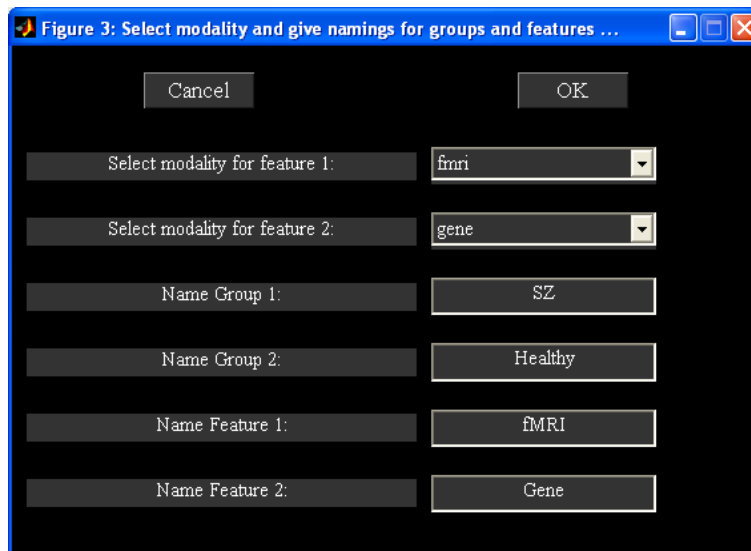 Figure 3: Select modality and give namings for groups and features ...
Cancel OK
Select modality for feature 1: fmri
Select modality for feature 2: gene
Name Group 1: SZ
Name Group 2: Healthy
Name Feature 1: fMRI
Name Feature 2: Gene